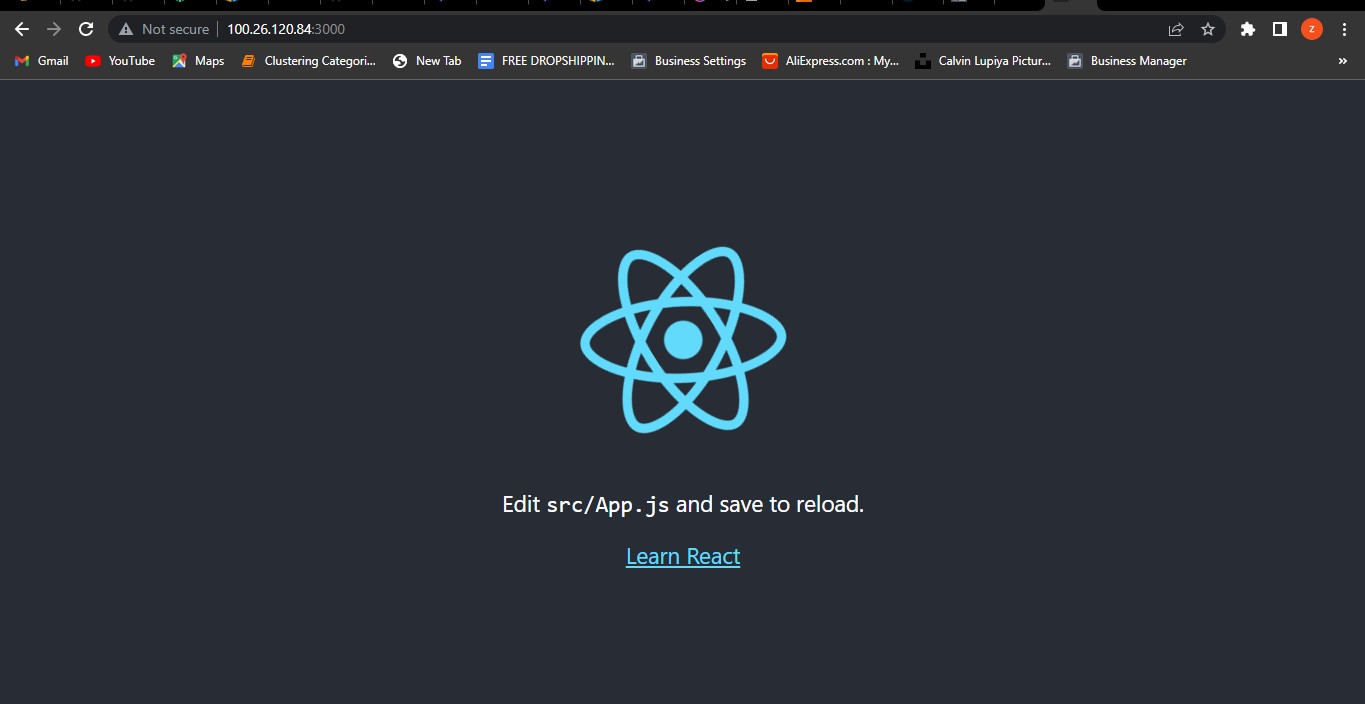 Not secure 100.26.120.84:3000 z
Gmail YouTube Maps Clustering Categori... New Tab FREE DROPSHIPPIN... Business Settings AliExpress.com : My... Calvin Lupiya Pictur... Business Manager »
Edit src/App.js and save to reload.
Learn React